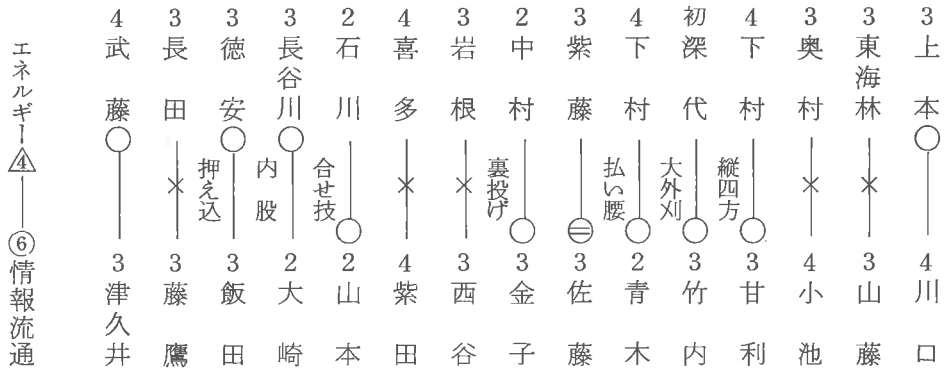 3上本○―4川口
3東海林×3山藤
3奥村×4小池
4下村―○3甘利
縦四方
初深代―○3竹内
大外刈
4下村―○2青木
払い腰
3紫藤―㊁3佐藤
2中村―○3金子
裏投げ
3岩根×3西谷
4喜多×4紫田
2石川―○2山本
合せ技
3長谷川○―2大崎
内股
3徳安○―3飯田
押え込
3長田×3藤鷹
4武藤○―3津久井
エネルギー△4―⑥情報流通